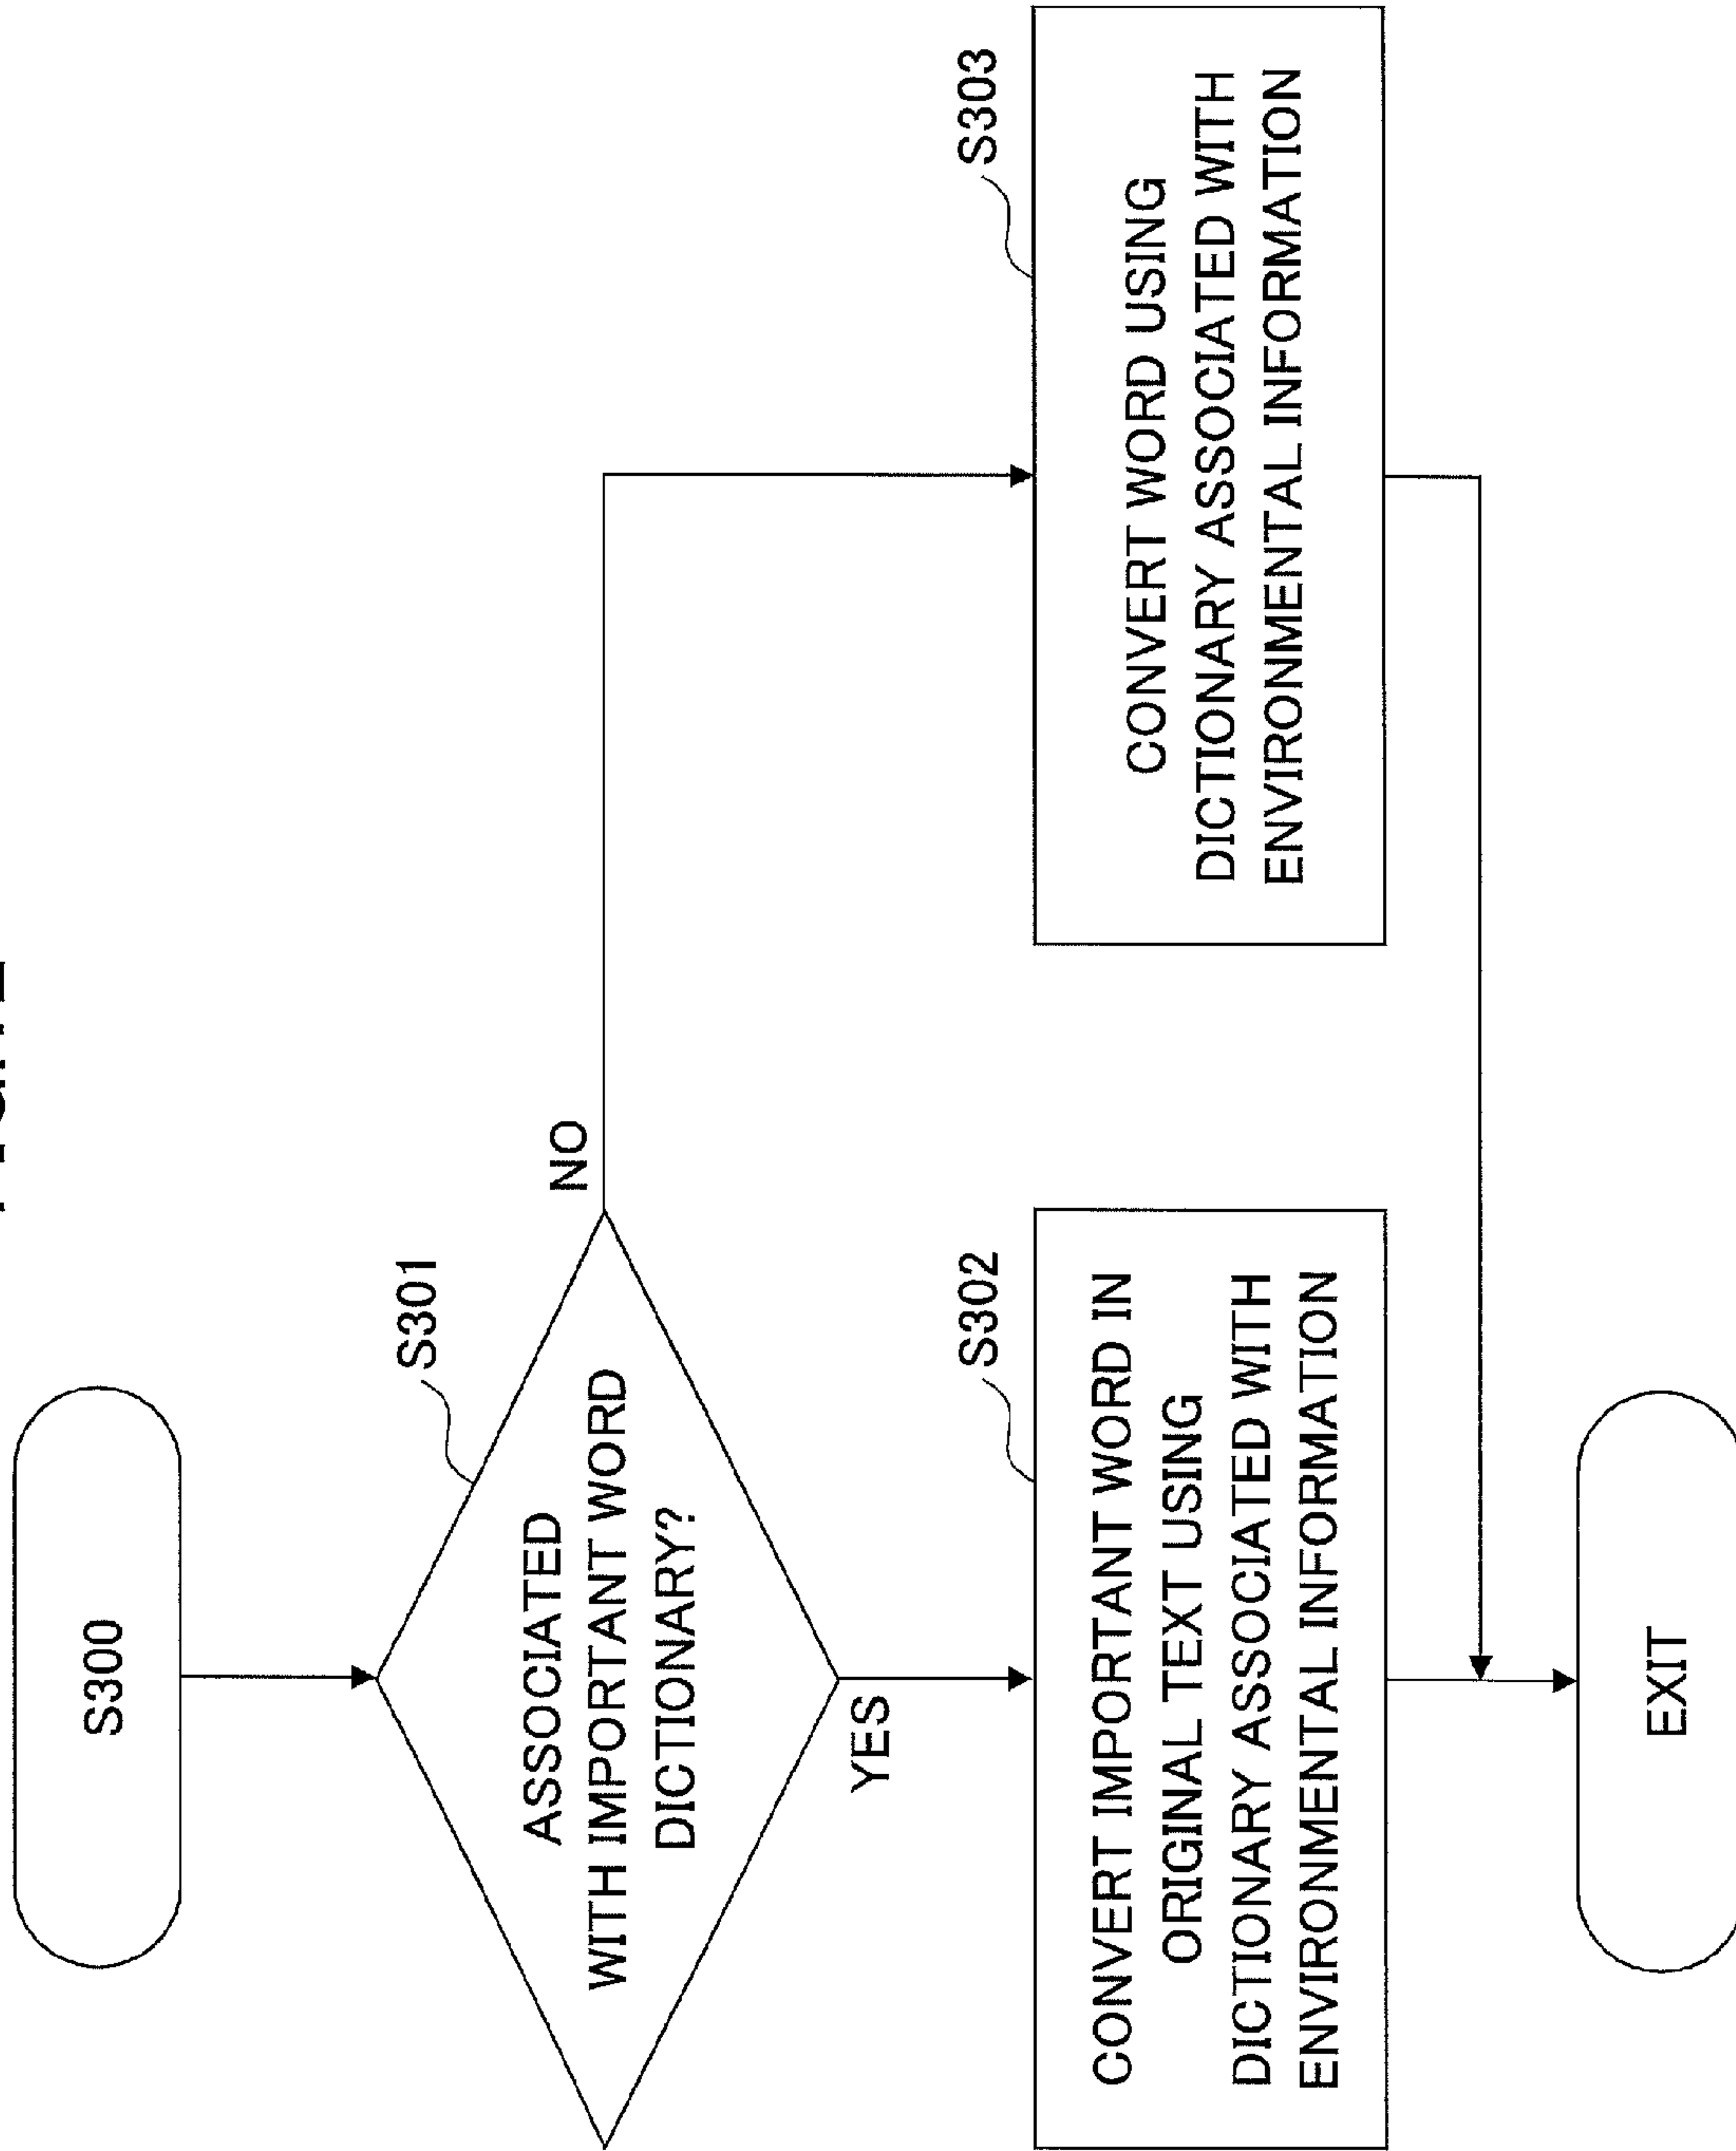 S300
S301
ASSOCIATED
WITH IMPORTANT WORD
DICTIONARY?
NO
YES
S302
CONVERT IMPORTANT WORD IN
ORIGINAL TEXT USING
DICTIONARY ASSOCIATED WITH
ENVIRONMENTAL INFORMATION
S303
CONVERT WORD USING
DICTIONARY ASSOCIATED WITH
ENVIRONMENTAL INFORMATION
EXIT